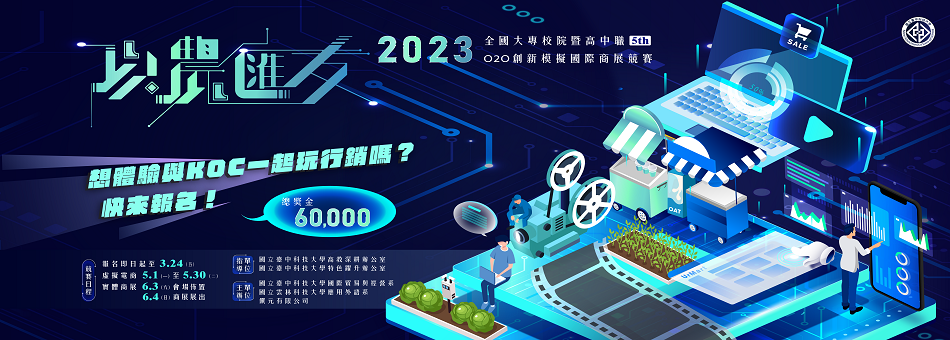 以農匯方
2023 全國大專校院暨高中職 5th
O2O創新模擬國際商展競賽
SALE
想體驗與KOC一起玩行銷嗎？
快來報名！
總獎金
60,000
競賽日程
報名即日起至 3.24 (五)
虛擬電商 5.1 (一) 至 5.30 (二)
實體商展 6.3 (六) 會場佈置
6.4 (日) 商展展出
指導單位
國立臺中科技大學高教深耕辦公室
國立臺中科技大學特色躍升辦公室
主辦單位
國立臺中科技大學國際貿易與經營系
國立雲林科技大學應用外語系